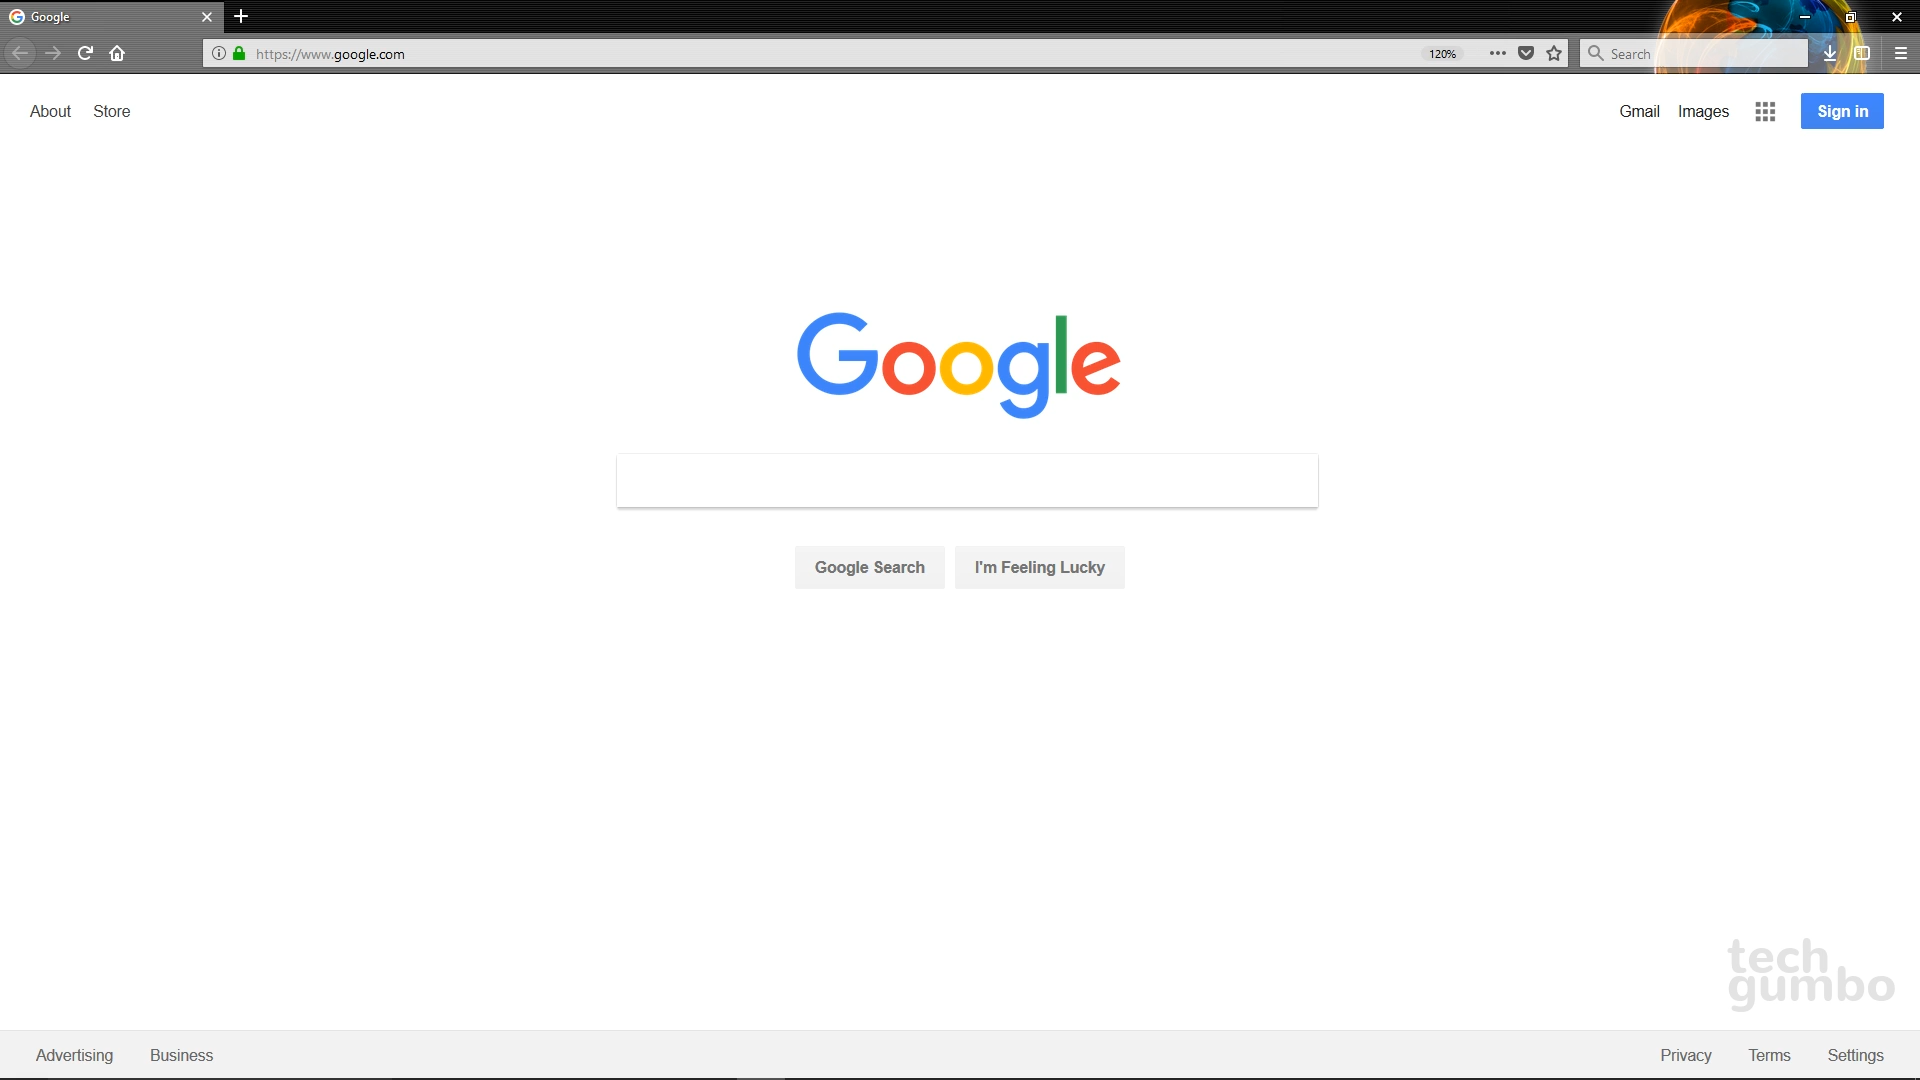 Google
https://www.google.com
120%
Search
About Store
Gmail Images Sign in
Google
Google Search I'm Feeling Lucky
tech
gumbo
Advertising Business
Privacy Terms Settings